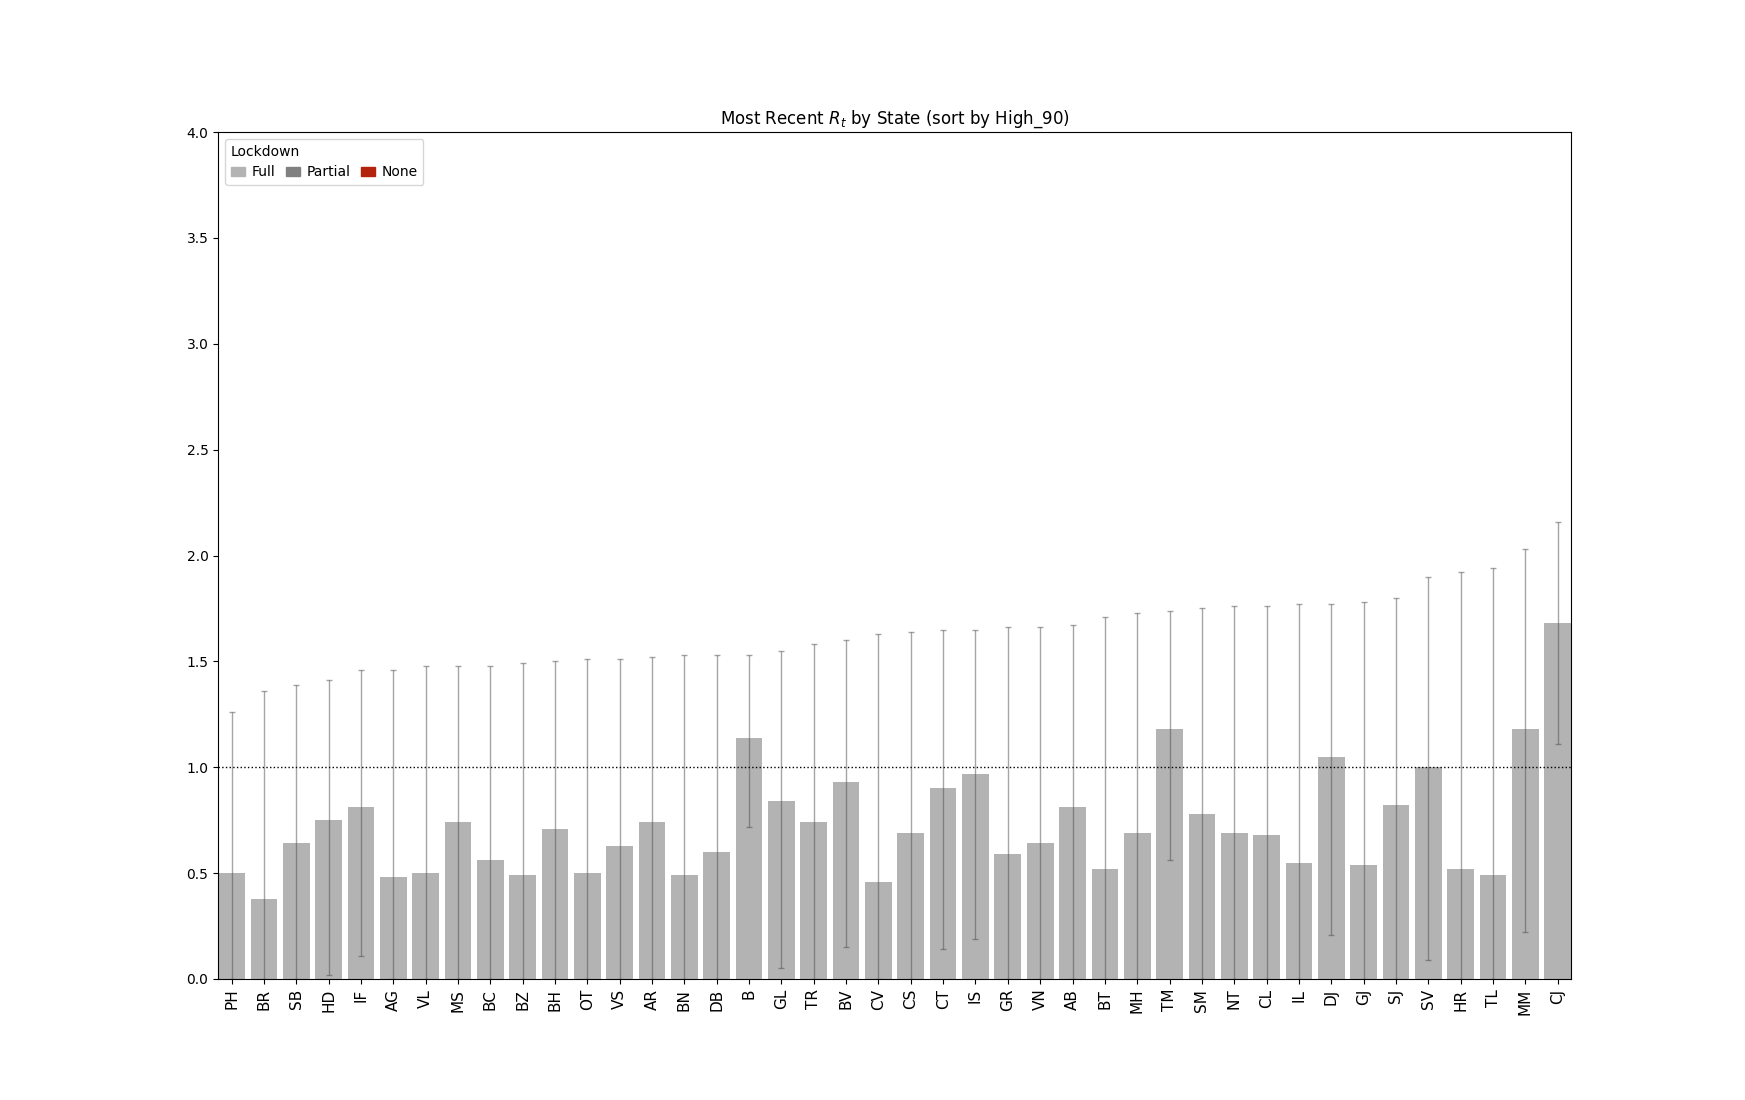 Most Recent R_t by State (sort by High_90)
4.0
Lockdown
Full Partial None
3.5
3.0
2.5
2.0
1.5
1.0
0.5
0.0
PH BR SB HD IF AG VL MS BC BZ BH OT VS AR BN DB B GL TR BV CV CS CT IS GR VN AB BT MH TM SM NT CL IL DJ GJ SJ SV HR TL MM CJ